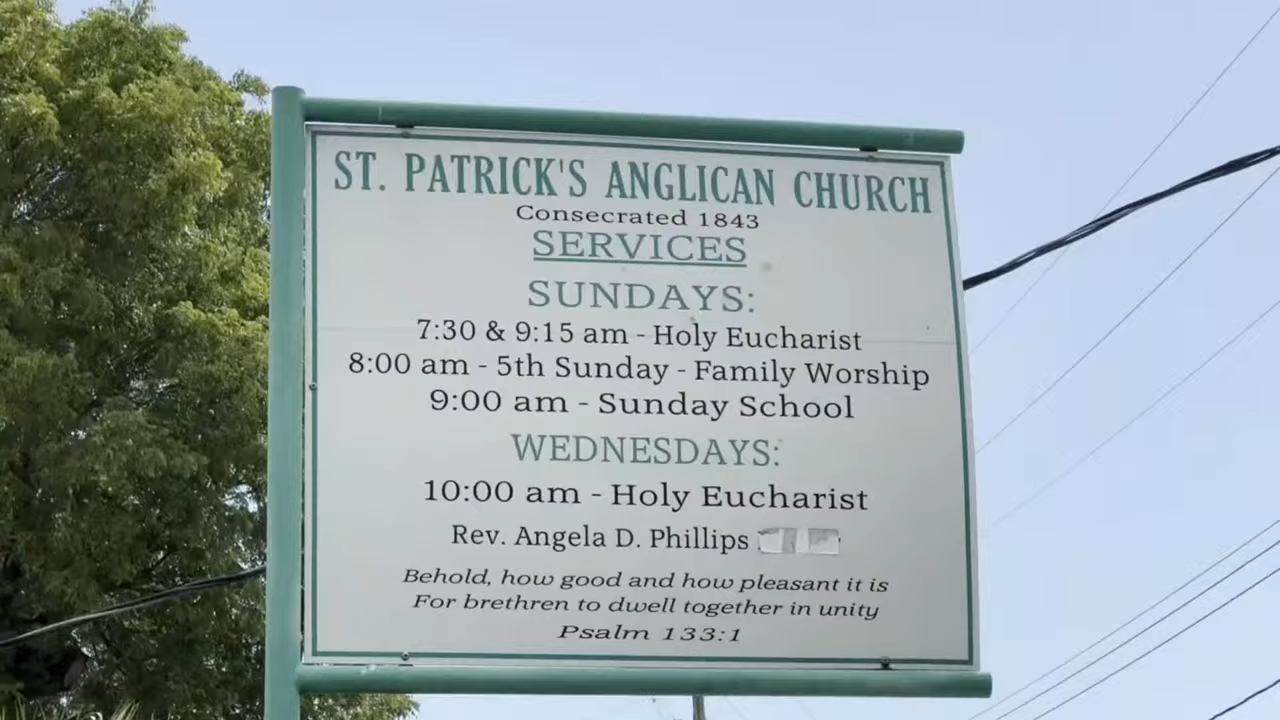 ST. PATRICK'S ANGLICAN CHURCH
Consecrated 1843
SERVICES
SUNDAYS:
7:30 & 9:15 am - Holy Eucharist
8:00 am - 5th Sunday - Family Worship
9:00 am - Sunday School
WEDNESDAYS:
10:00 am - Holy Eucharist
Rev. Angela D. Phillips
Behold, how good and how pleasant it is
For brethren to dwell together in unity
Psalm 133:1